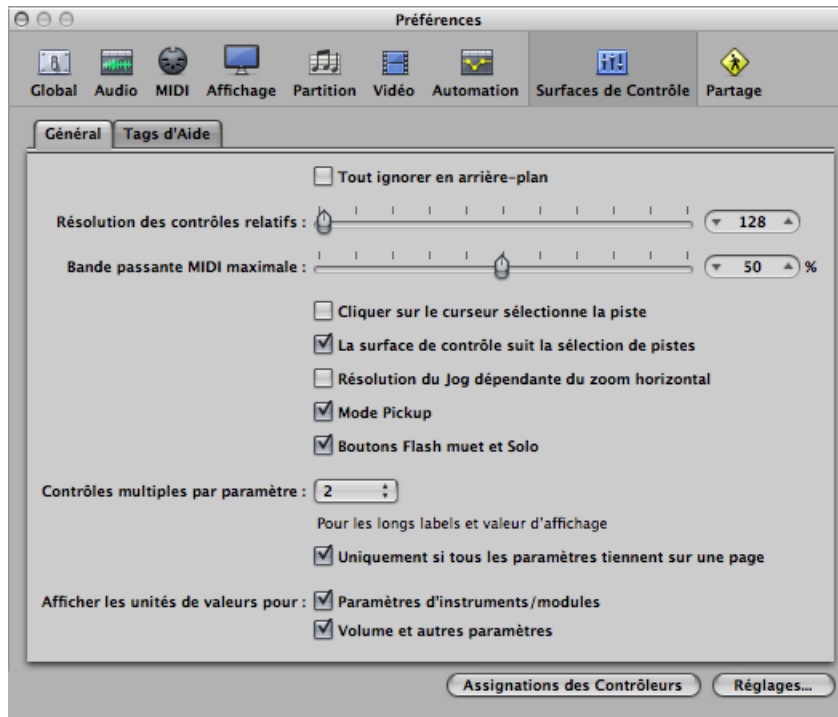 Préférences
Global Audio MIDI Affichage Partition Vidéo Automation Surfaces de Contrôle Partage
Général Tags d'Aide
Tout ignorer en arrière-plan
Résolution des contrôles relatifs : 128
Bande passante MIDI maximale : 50 %
Cliquer sur le curseur sélectionne la piste
La surface de contrôle suit la sélection de pistes
Résolution du Jog dépendante du zoom horizontal
Mode Pickup
Boutons Flash muet et Solo
Contrôles multiples par paramètre : 2
Pour les longs labels et valeur d'affichage
Uniquement si tous les paramètres tiennent sur une page
Afficher les unités de valeurs pour : Paramètres d'instruments/modules
Volume et autres paramètres
Assignations des Contrôleurs Réglages...